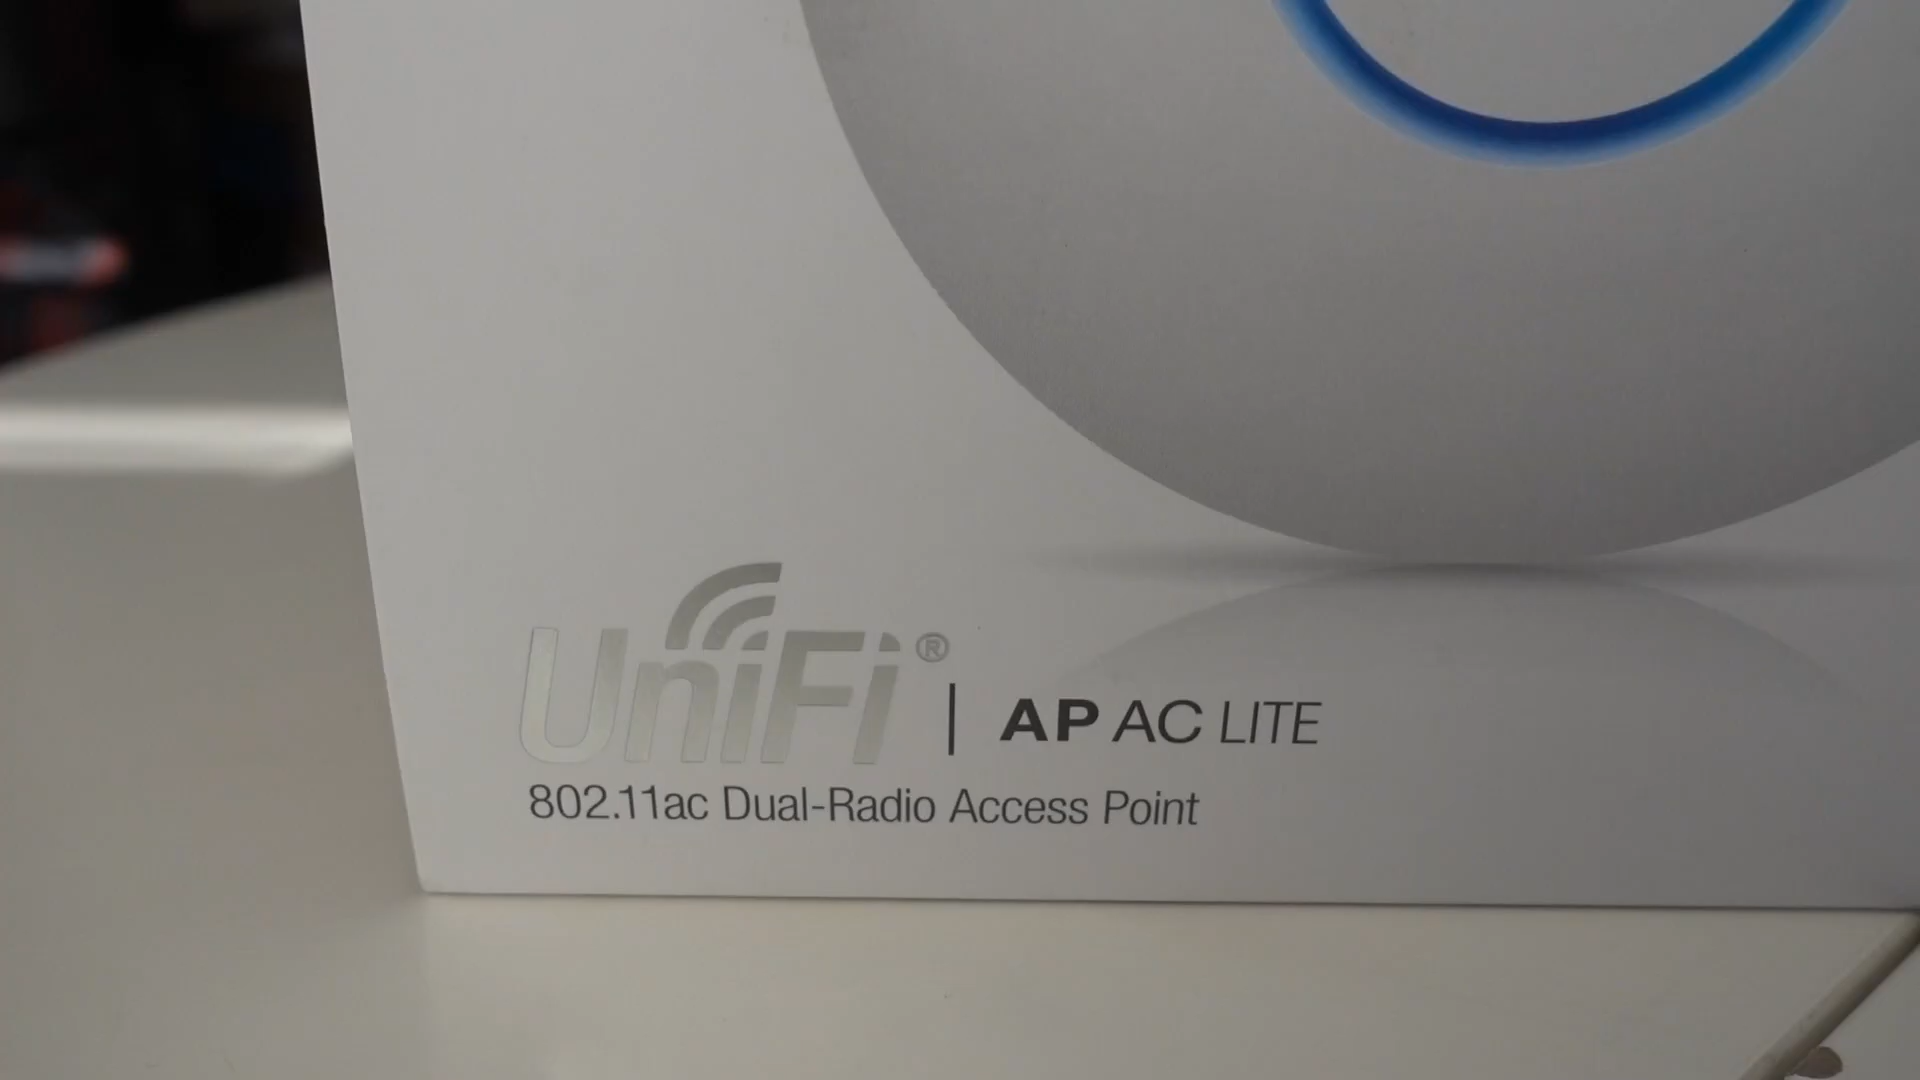 UniFi® | AP AC LITE
802.11ac Dual-Radio Access Point